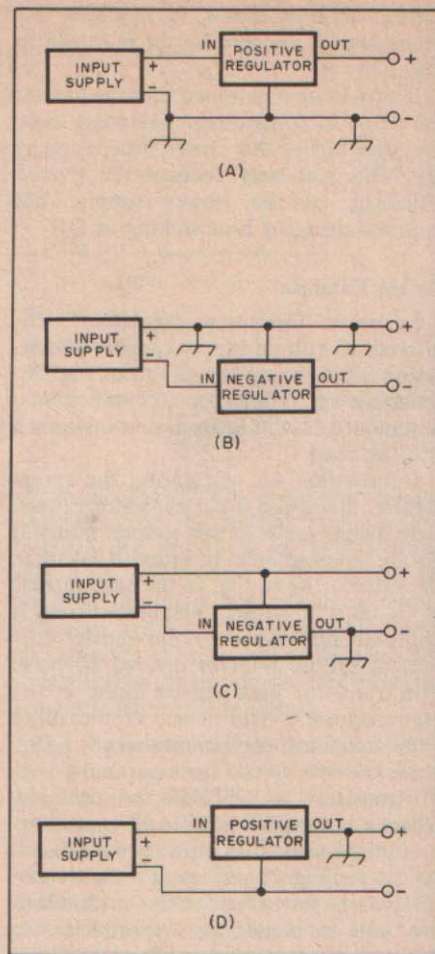 IN POSITIVE REGULATOR OUT +
INPUT SUPPLY + -
-
(A)
INPUT SUPPLY + - +
IN NEGATIVE REGULATOR OUT -
(B)
INPUT SUPPLY + - +
IN NEGATIVE REGULATOR OUT -
(C)
INPUT SUPPLY + - IN POSITIVE REGULATOR OUT +
-
(D)